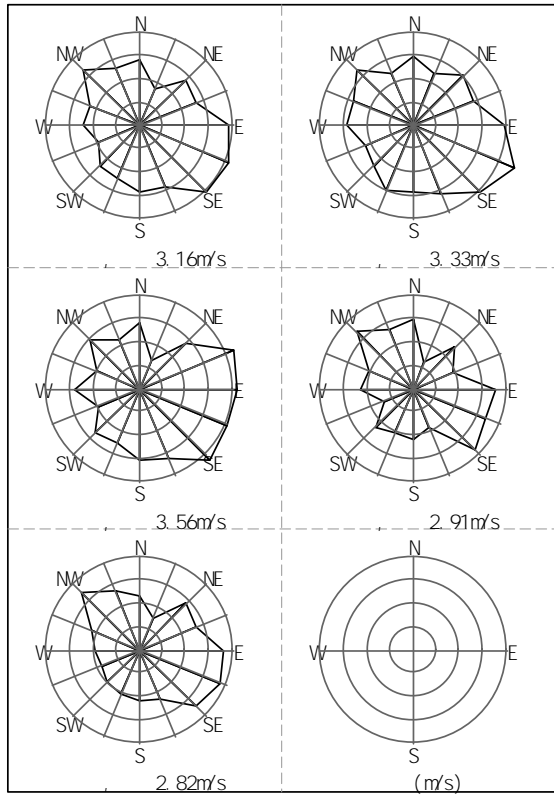 N N
NW NE NW NE
W E W E
SW SE SW SE
S S
, 3.16m/s , 3.33m/s
N N
NW NE NW NE
W E W E
SW SE SW SE
S S
, 3.56m/s , 2.91m/s
N N
NW NE
W E W E
SW SE
S S
, 2.82m/s (m/s)